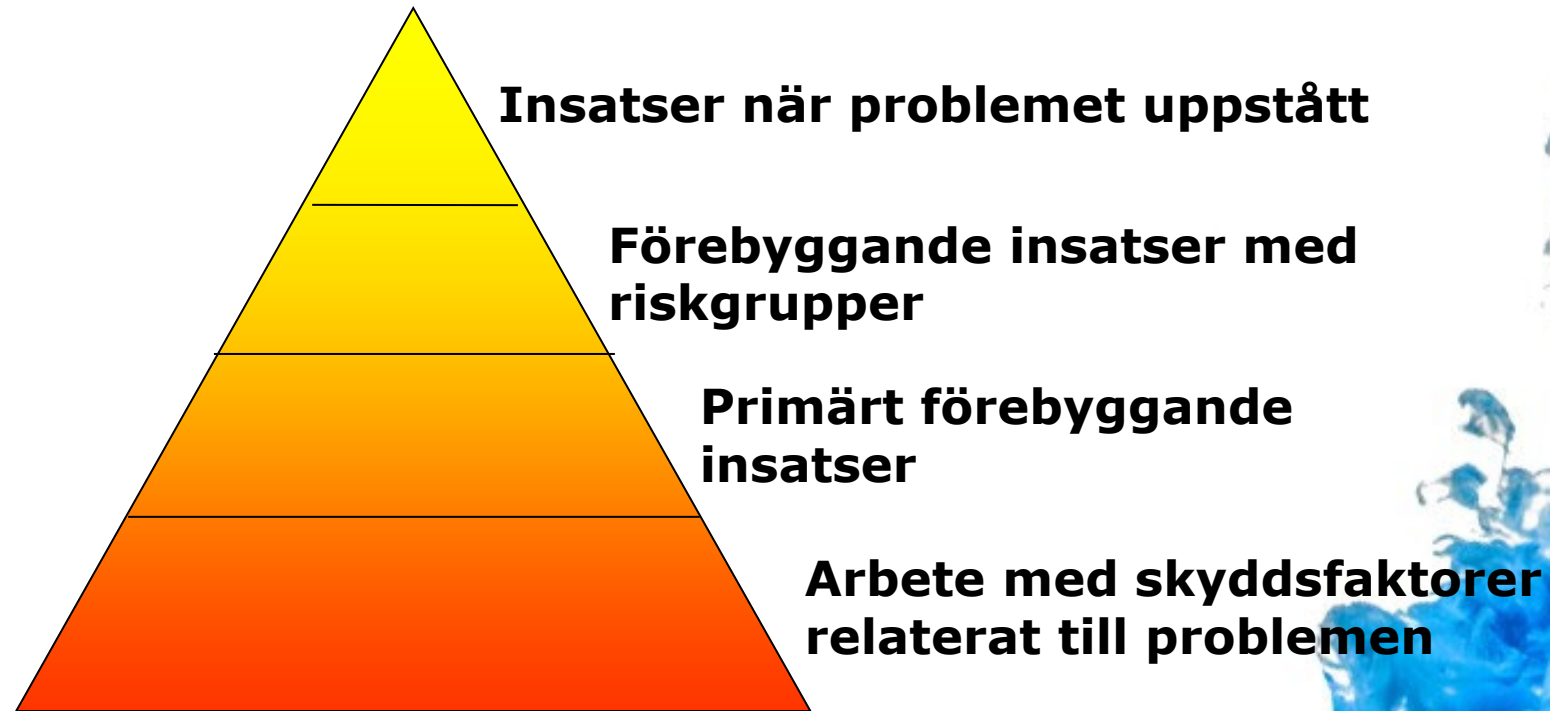 Insatser när problemet uppstått
Förebyggande insatser med
riskgrupper
Primärt förebyggande
insatser
Arbete med skyddsfaktorer
relaterat till problemen